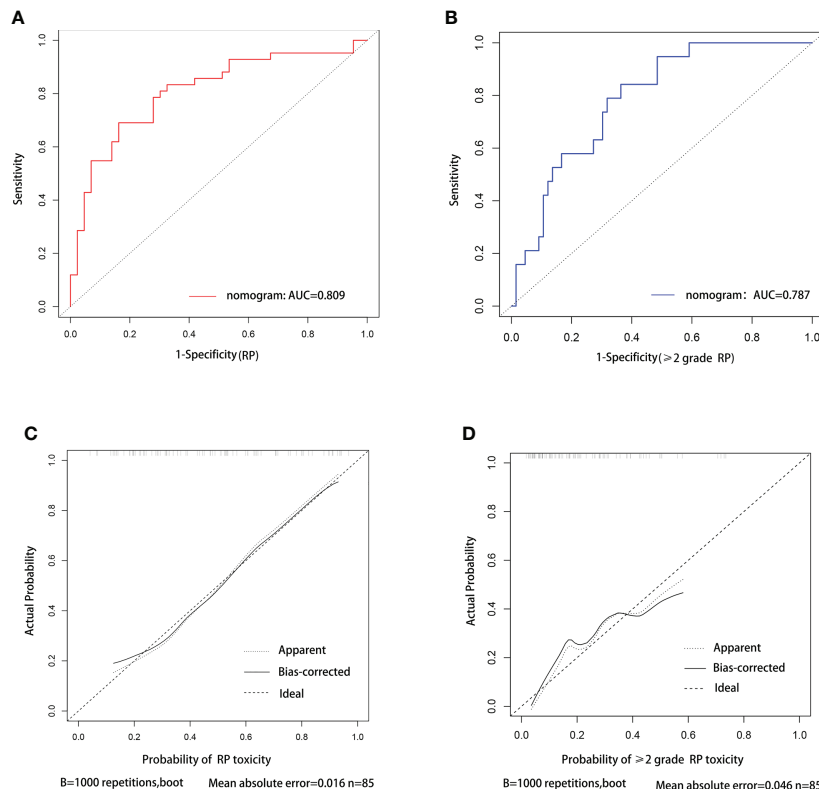 A
1.0
0.8
0.6
0.4
0.2
0.0
Sensitivity
nomogram: AUC=0.809
0.0 0.2 0.4 0.6 0.8 1.0
1-Specificity(RP)
B
1.0
0.8
0.6
0.4
0.2
0.0
Sensitivity
nomogram: AUC=0.787
0.0 0.2 0.4 0.6 0.8 1.0
1-Specificity(≥2 grade RP)
C
1.0
0.8
0.6
0.4
0.2
0.0
Actual Probability
Apparent
Bias-corrected
Ideal
0.0 0.2 0.4 0.6 0.8 1.0
Probability of RP toxicity
B=1000 repetitions,boot Mean absolute error=0.016 n=85
D
1.0
0.8
0.6
0.4
0.2
0.0
Actual Probability
Apparent
Bias-corrected
Ideal
0.0 0.2 0.4 0.6 0.8 1.0
Probability of ≥2 grade RP toxicity
B=1000 repetitions,boot Mean absolute error=0.046 n=85